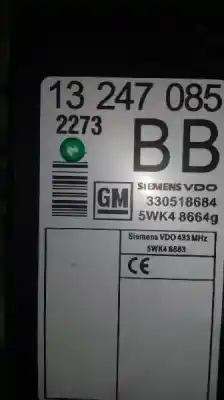 13 247 085
2273
BB
GM
SIEMENS VDO
330518684
5WK4 8664g
Siemens VDO 433 MHz
5WK4 8663
CE